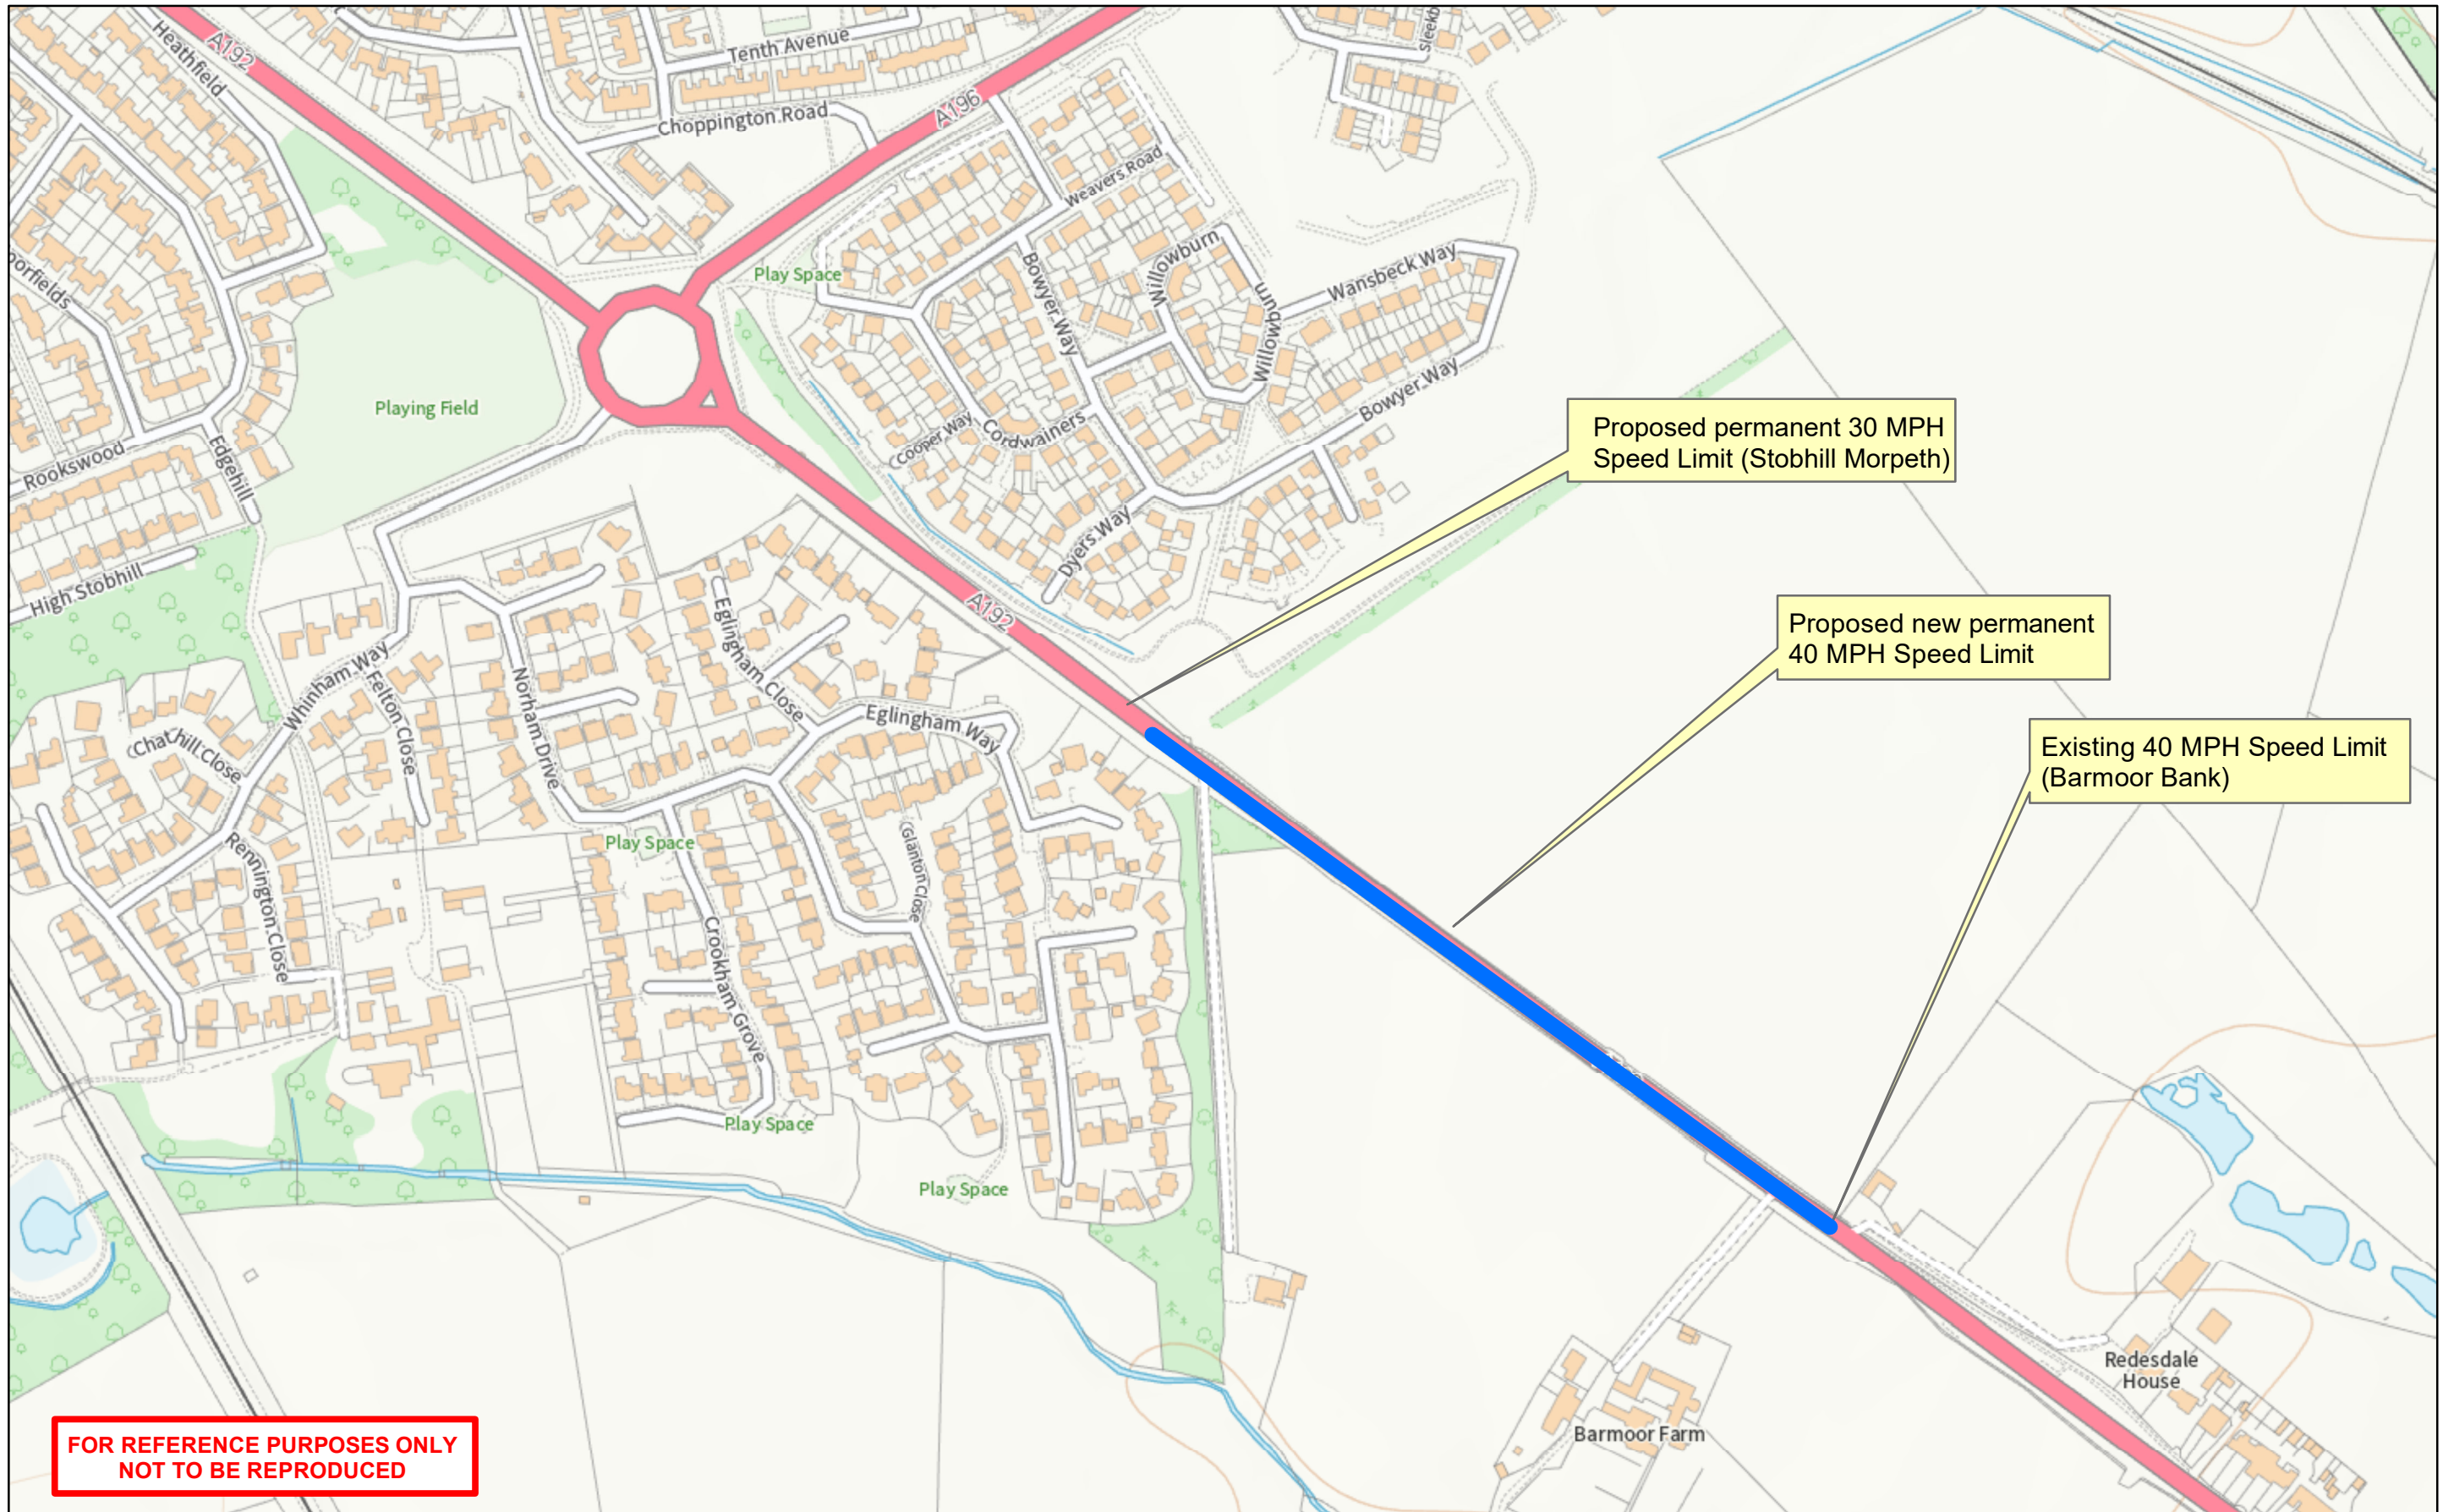 Heathfield
A192
Tenth Avenue
Choppington Road
A196
Weavers Road
Play Space
Bowyer Way
Willowburn
Willowburn
Wansbeck Way
Bowyer Way
Playing Field
Cooper Way
Cordwainers
Proposed permanent 30 MPH
Speed Limit (Stobhill Morpeth)
Rookswood
Edgehill
Dyers Way
High Stobhill
A192
Proposed new permanent
40 MPH Speed Limit
Whinham Way
Felton Close
Norham Drive
Eglingham Close
Eglingham Way
Chathill Close
Existing 40 MPH Speed Limit
(Barmoor Bank)
Play Space
Rennington Close
Glanton Close
Crookham Grove
Play Space
Play Space
Redesdale
House
Barmoor Farm
FOR REFERENCE PURPOSES ONLY
NOT TO BE REPRODUCED